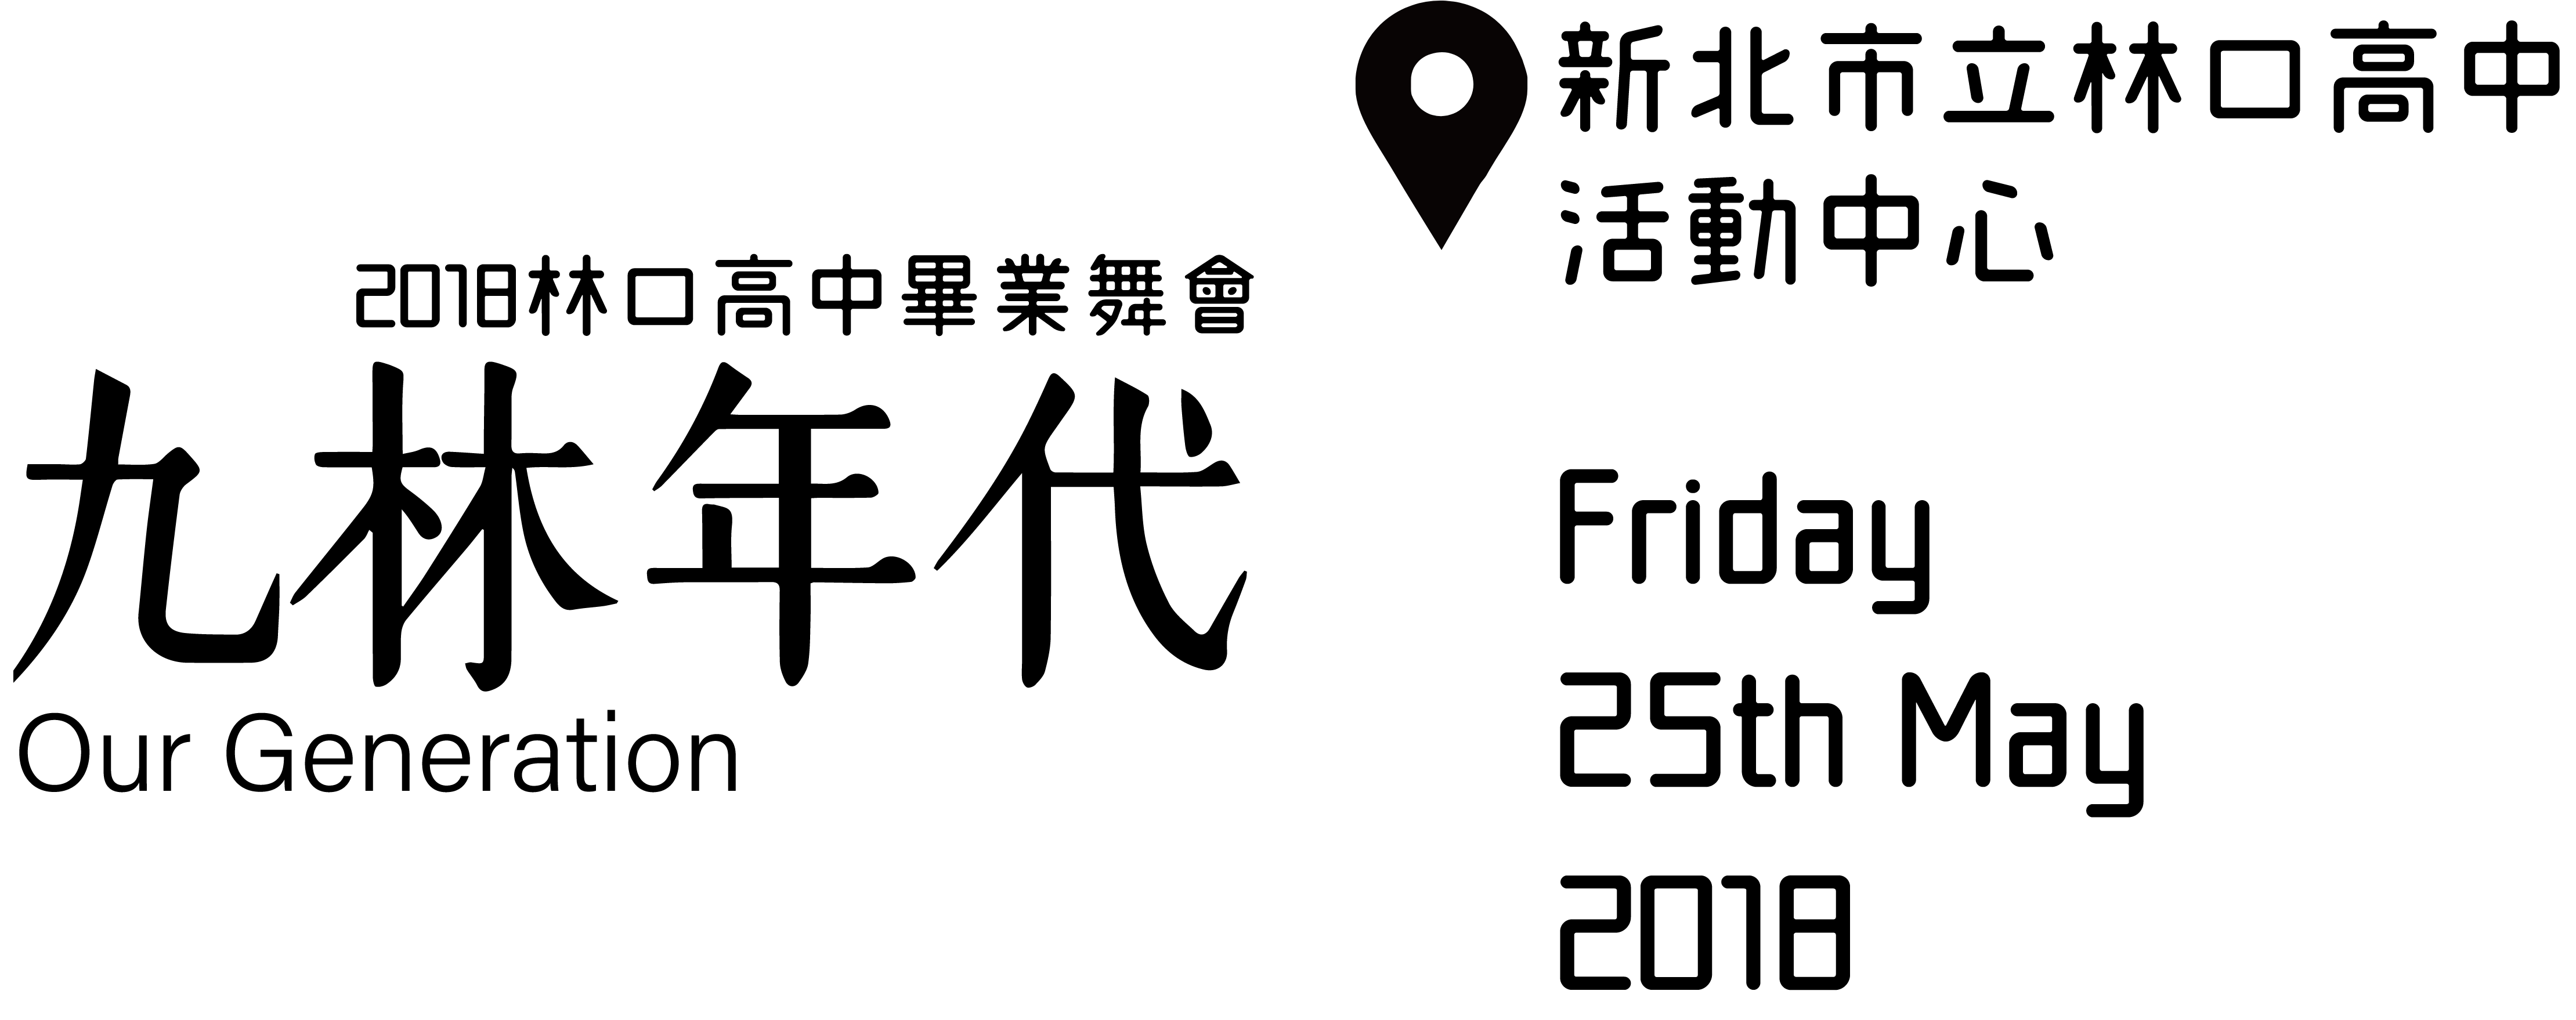 2018林口高中畢業舞會
九林年代
Our Generation
新北市立林口高中
活動中心
Friday
25th May
2018